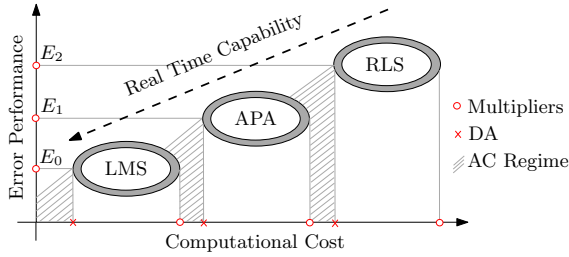 E₂
Real Time Capability
RLS
E₁
APA
E₀
LMS
Error Performance
Computational Cost
Multipliers
DA
AC Regime